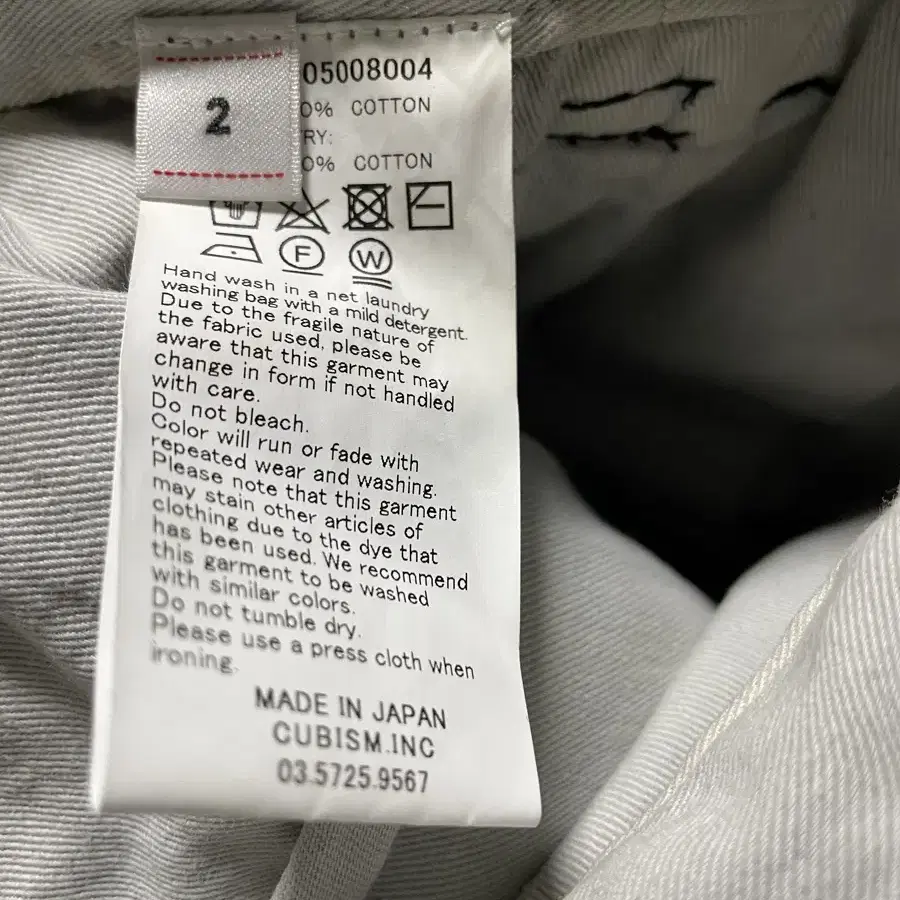 2
05008004
0% COTTON
RY:
0% COTTON
F
W
Hand wash in a net laundry
washing bag with a mild detergent.
Due to the fragile nature of
the fabric used, please be
aware that this garment may
change in form if not handled
with care.
Do not bleach.
Color will run or fade with
repeated wear and washing.
Please note that this garment
may stain other articles of
clothing due to the dye that
has been used. We recommend
this garment to be washed
with similar colors.
Do not tumble dry.
Please use a press cloth when
ironing.
MADE IN JAPAN
CUBISM.INC
03.5725.9567